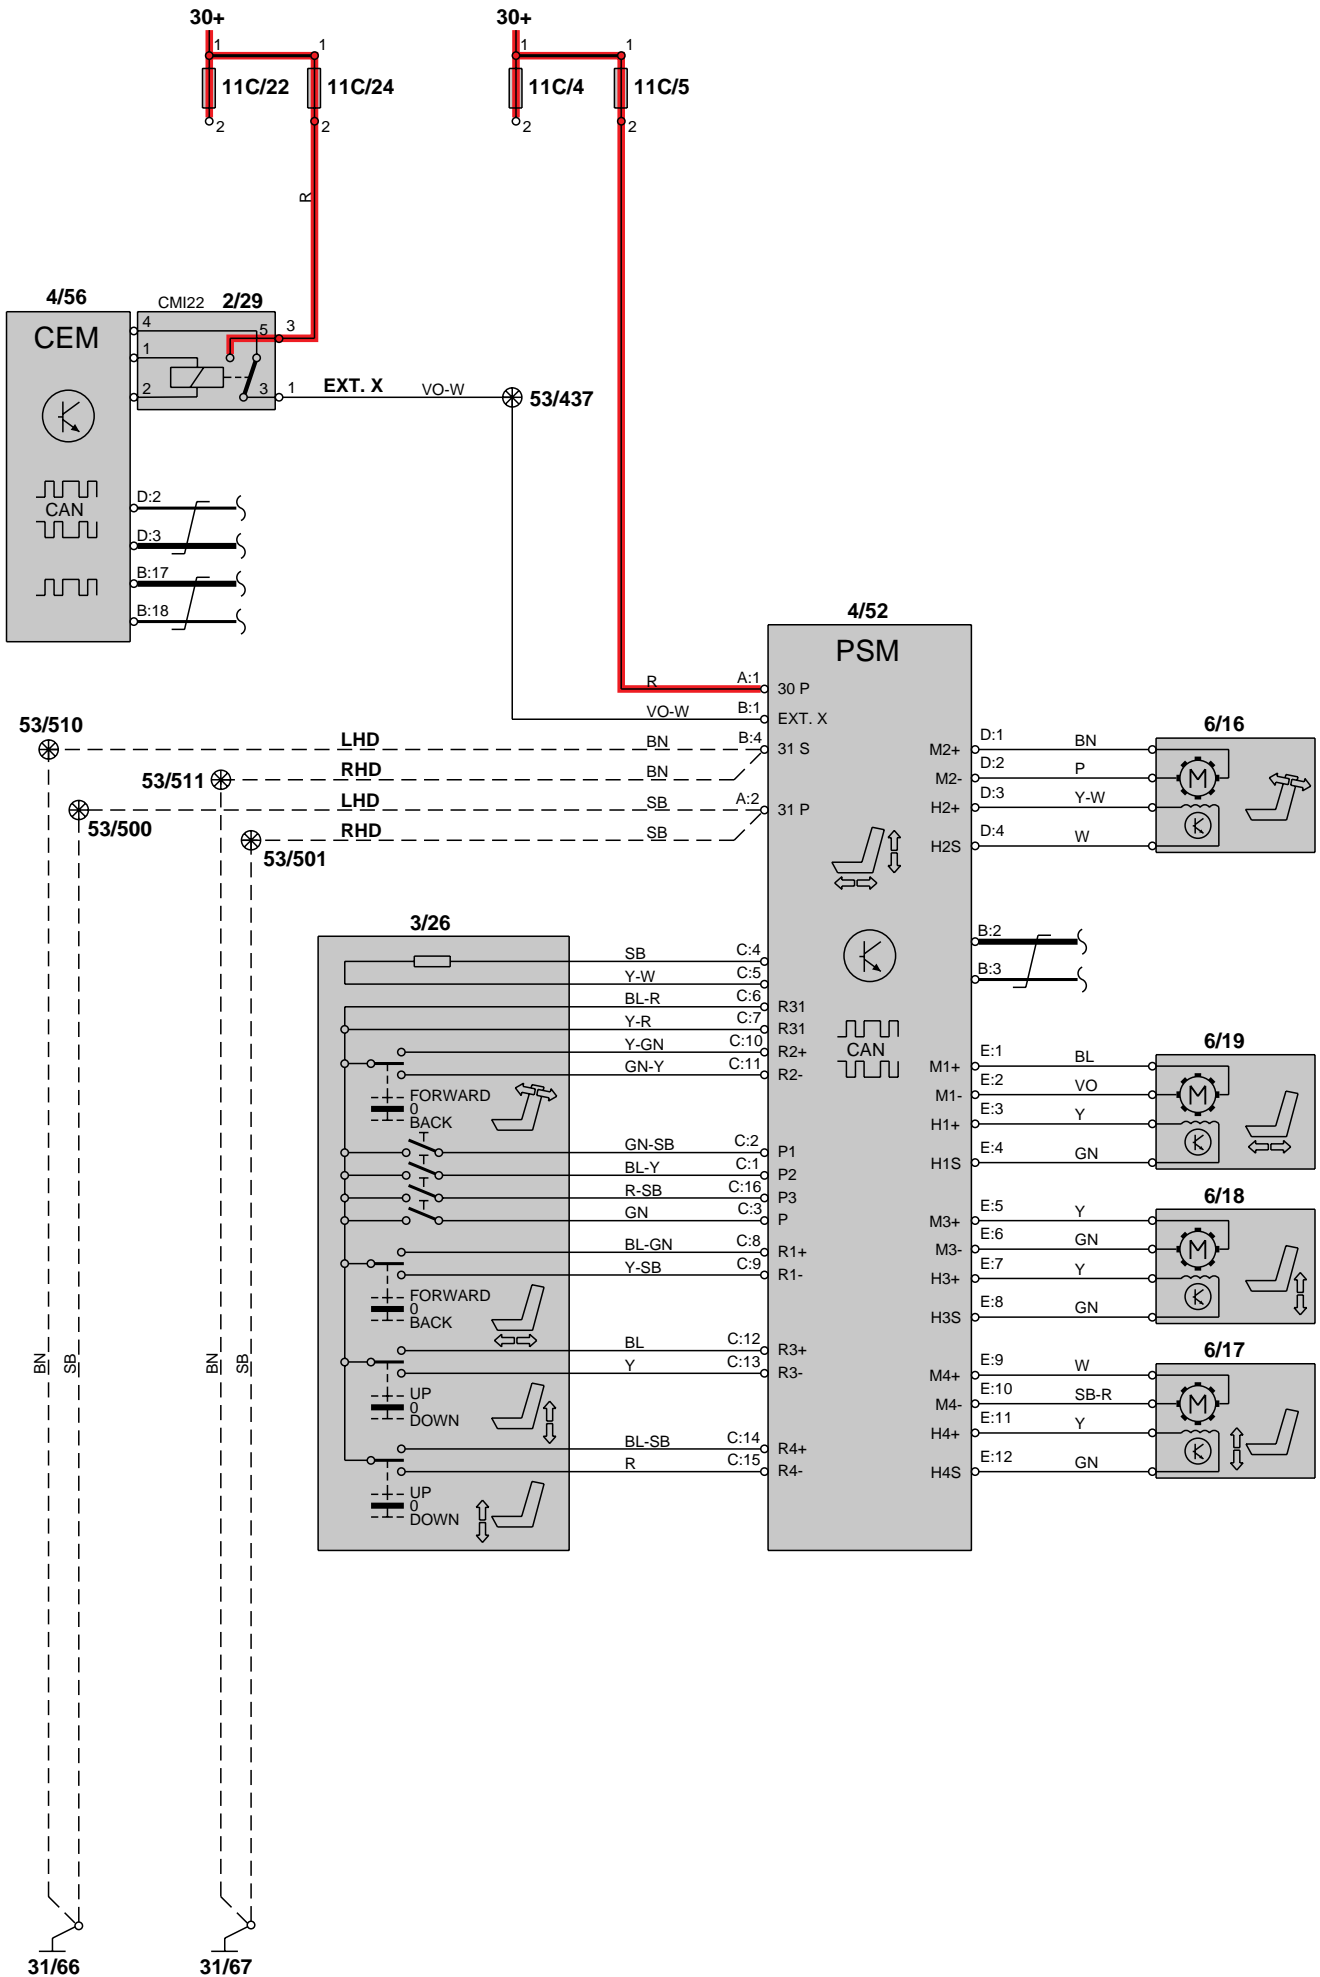 30+ 30+
1 1 1 1
11C/22 11C/24 11C/4 11C/5
2 2 2 2
R
4/56 CMI22 2/29
CEM
4 5 3
1
2 3 1 EXT. X VO-W 53/437
D:2
CAN
D:3
B:17
B:18
4/52
PSM
R A:1 30 P
VO-W B:1 EXT. X
53/510 LHD BN B:4 31 S
53/511 RHD BN
53/500 LHD SB A:2 31 P
53/501 RHD SB
6/16
M2+ D:1 BN
M2- D:2 P M
H2+ D:3 Y-W
H2S D:4 W
3/26
SB C:4
Y-W C:5
BL-R C:6 R31
Y-R C:7 R31
Y-GN C:10 R2+
GN-Y C:11 R2-
FORWARD
0
BACK
B:2
B:3
CAN
GN-SB C:2 P1
BL-Y C:1 P2
R-SB C:16 P3
GN C:3 P
BL-GN C:8 R1+
Y-SB C:9 R1-
FORWARD
0
BACK
BL C:12 R3+
Y C:13 R3-
UP
0
DOWN
BL-SB C:14 R4+
R C:15 R4-
UP
0
DOWN
6/19
M1+ E:1 BL
M1- E:2 VO M
H1+ E:3 Y
H1S E:4 GN
6/18
M3+ E:5 Y
M3- E:6 GN M
H3+ E:7 Y
H3S E:8 GN
6/17
M4+ E:9 W
M4- E:10 SB-R M
H4+ E:11 Y
H4S E:12 GN
BN SB BN SB
31/66 31/67